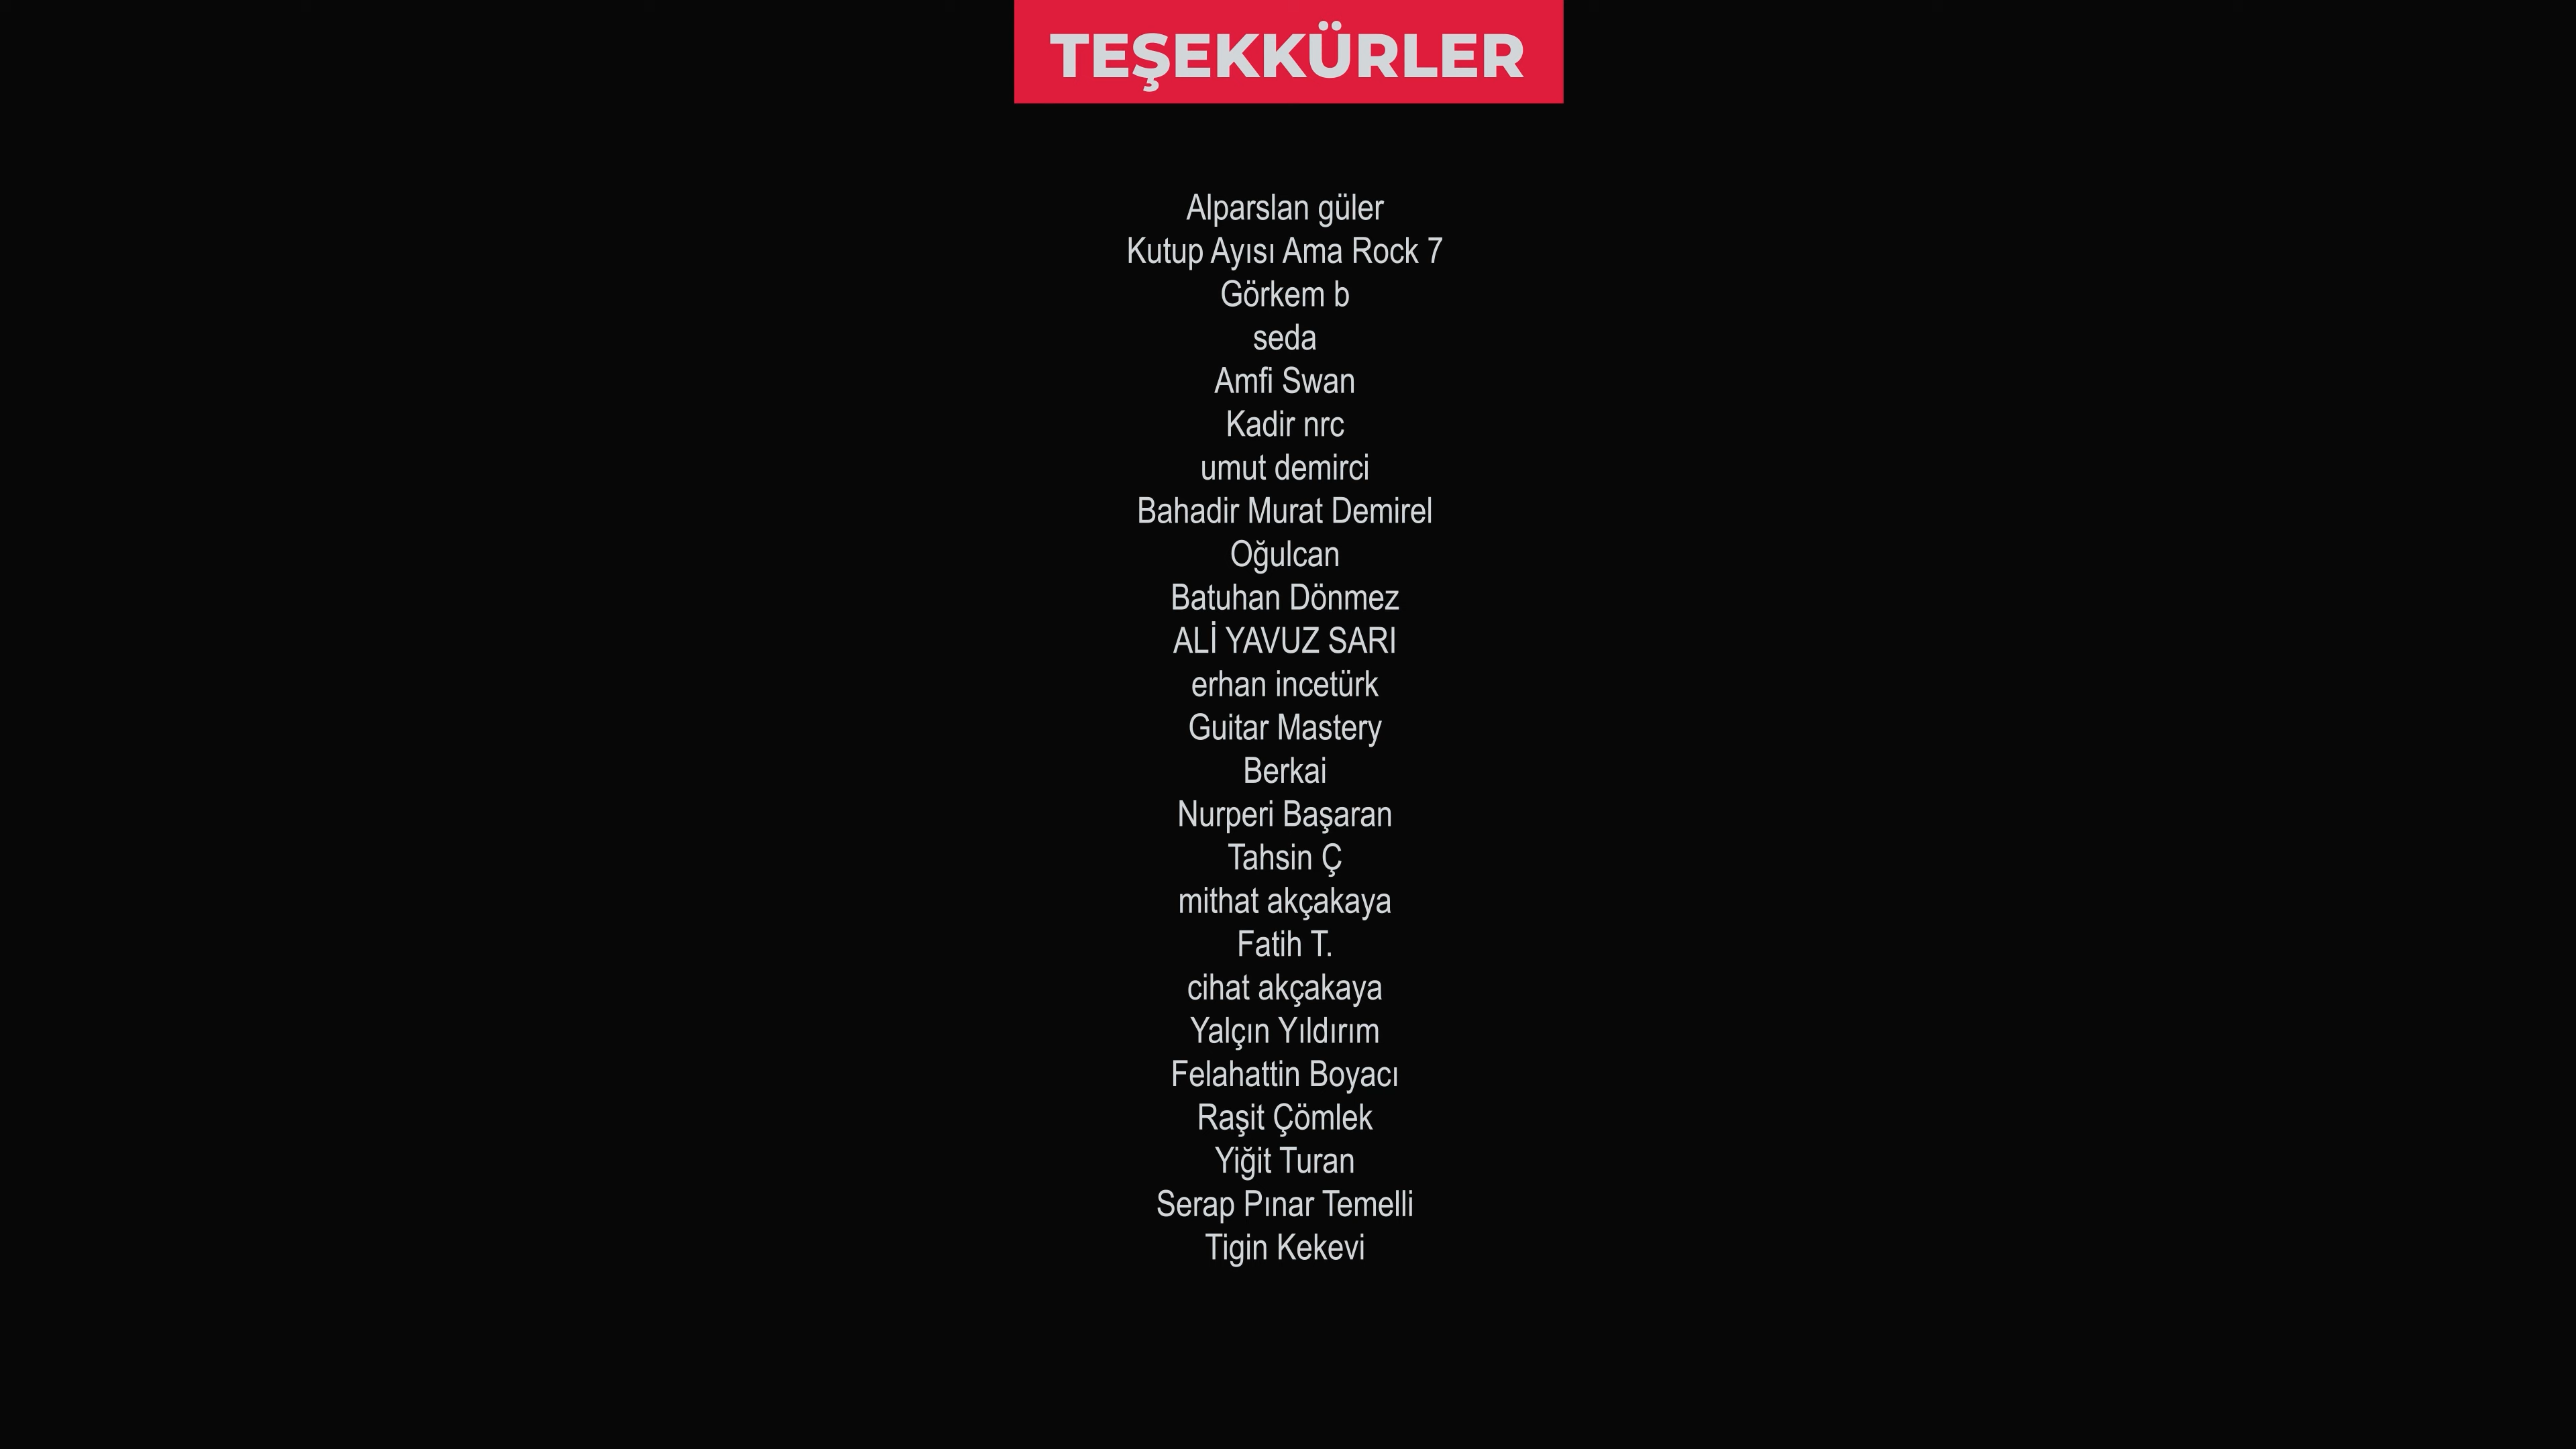 TEŞEKKÜRLER
Alparslan güler
Kutup Ayısı Ama Rock 7
Görkem b
seda
Amfi Swan
Kadir nrc
umut demirci
Bahadir Murat Demirel
Oğulcan
Batuhan Dönmez
ALİ YAVUZ SARI
erhan incetürk
Guitar Mastery
Berkai
Nurperi Başaran
Tahsin Ç
mithat akçakaya
Fatih T.
cihat akçakaya
Yalçın Yıldırım
Felahattin Boyacı
Raşit Çömlek
Yiğit Turan
Serap Pınar Temelli
Tigin Kekevi